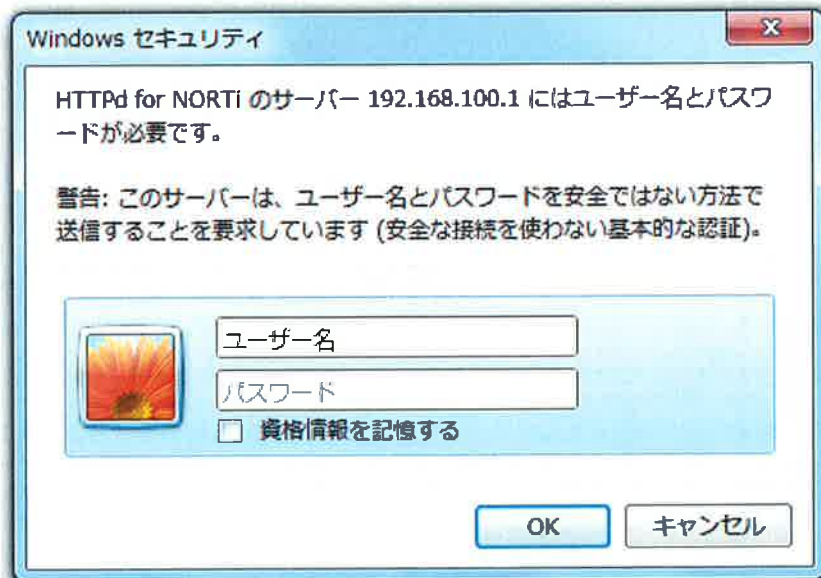 Windows セキュリティ
HTTPd for NORTi のサーバー 192.168.100.1 にはユーザー名とパスワ
ードが必要です。
警告: このサーバーは、ユーザー名とパスワードを安全ではない方法で
送信することを要求しています (安全な接続を使わない基本的な認証)。
ユーザー名
パスワード
資格情報を記憶する
OK キャンセル